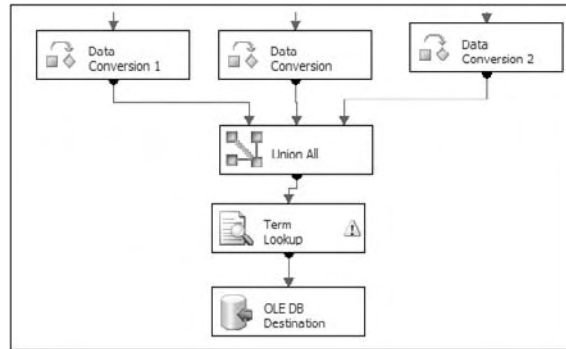 Data
Conversion 1
Data
Conversion
Data
Conversion 2
Union All
Term
Lookup
OLE DB
Destination